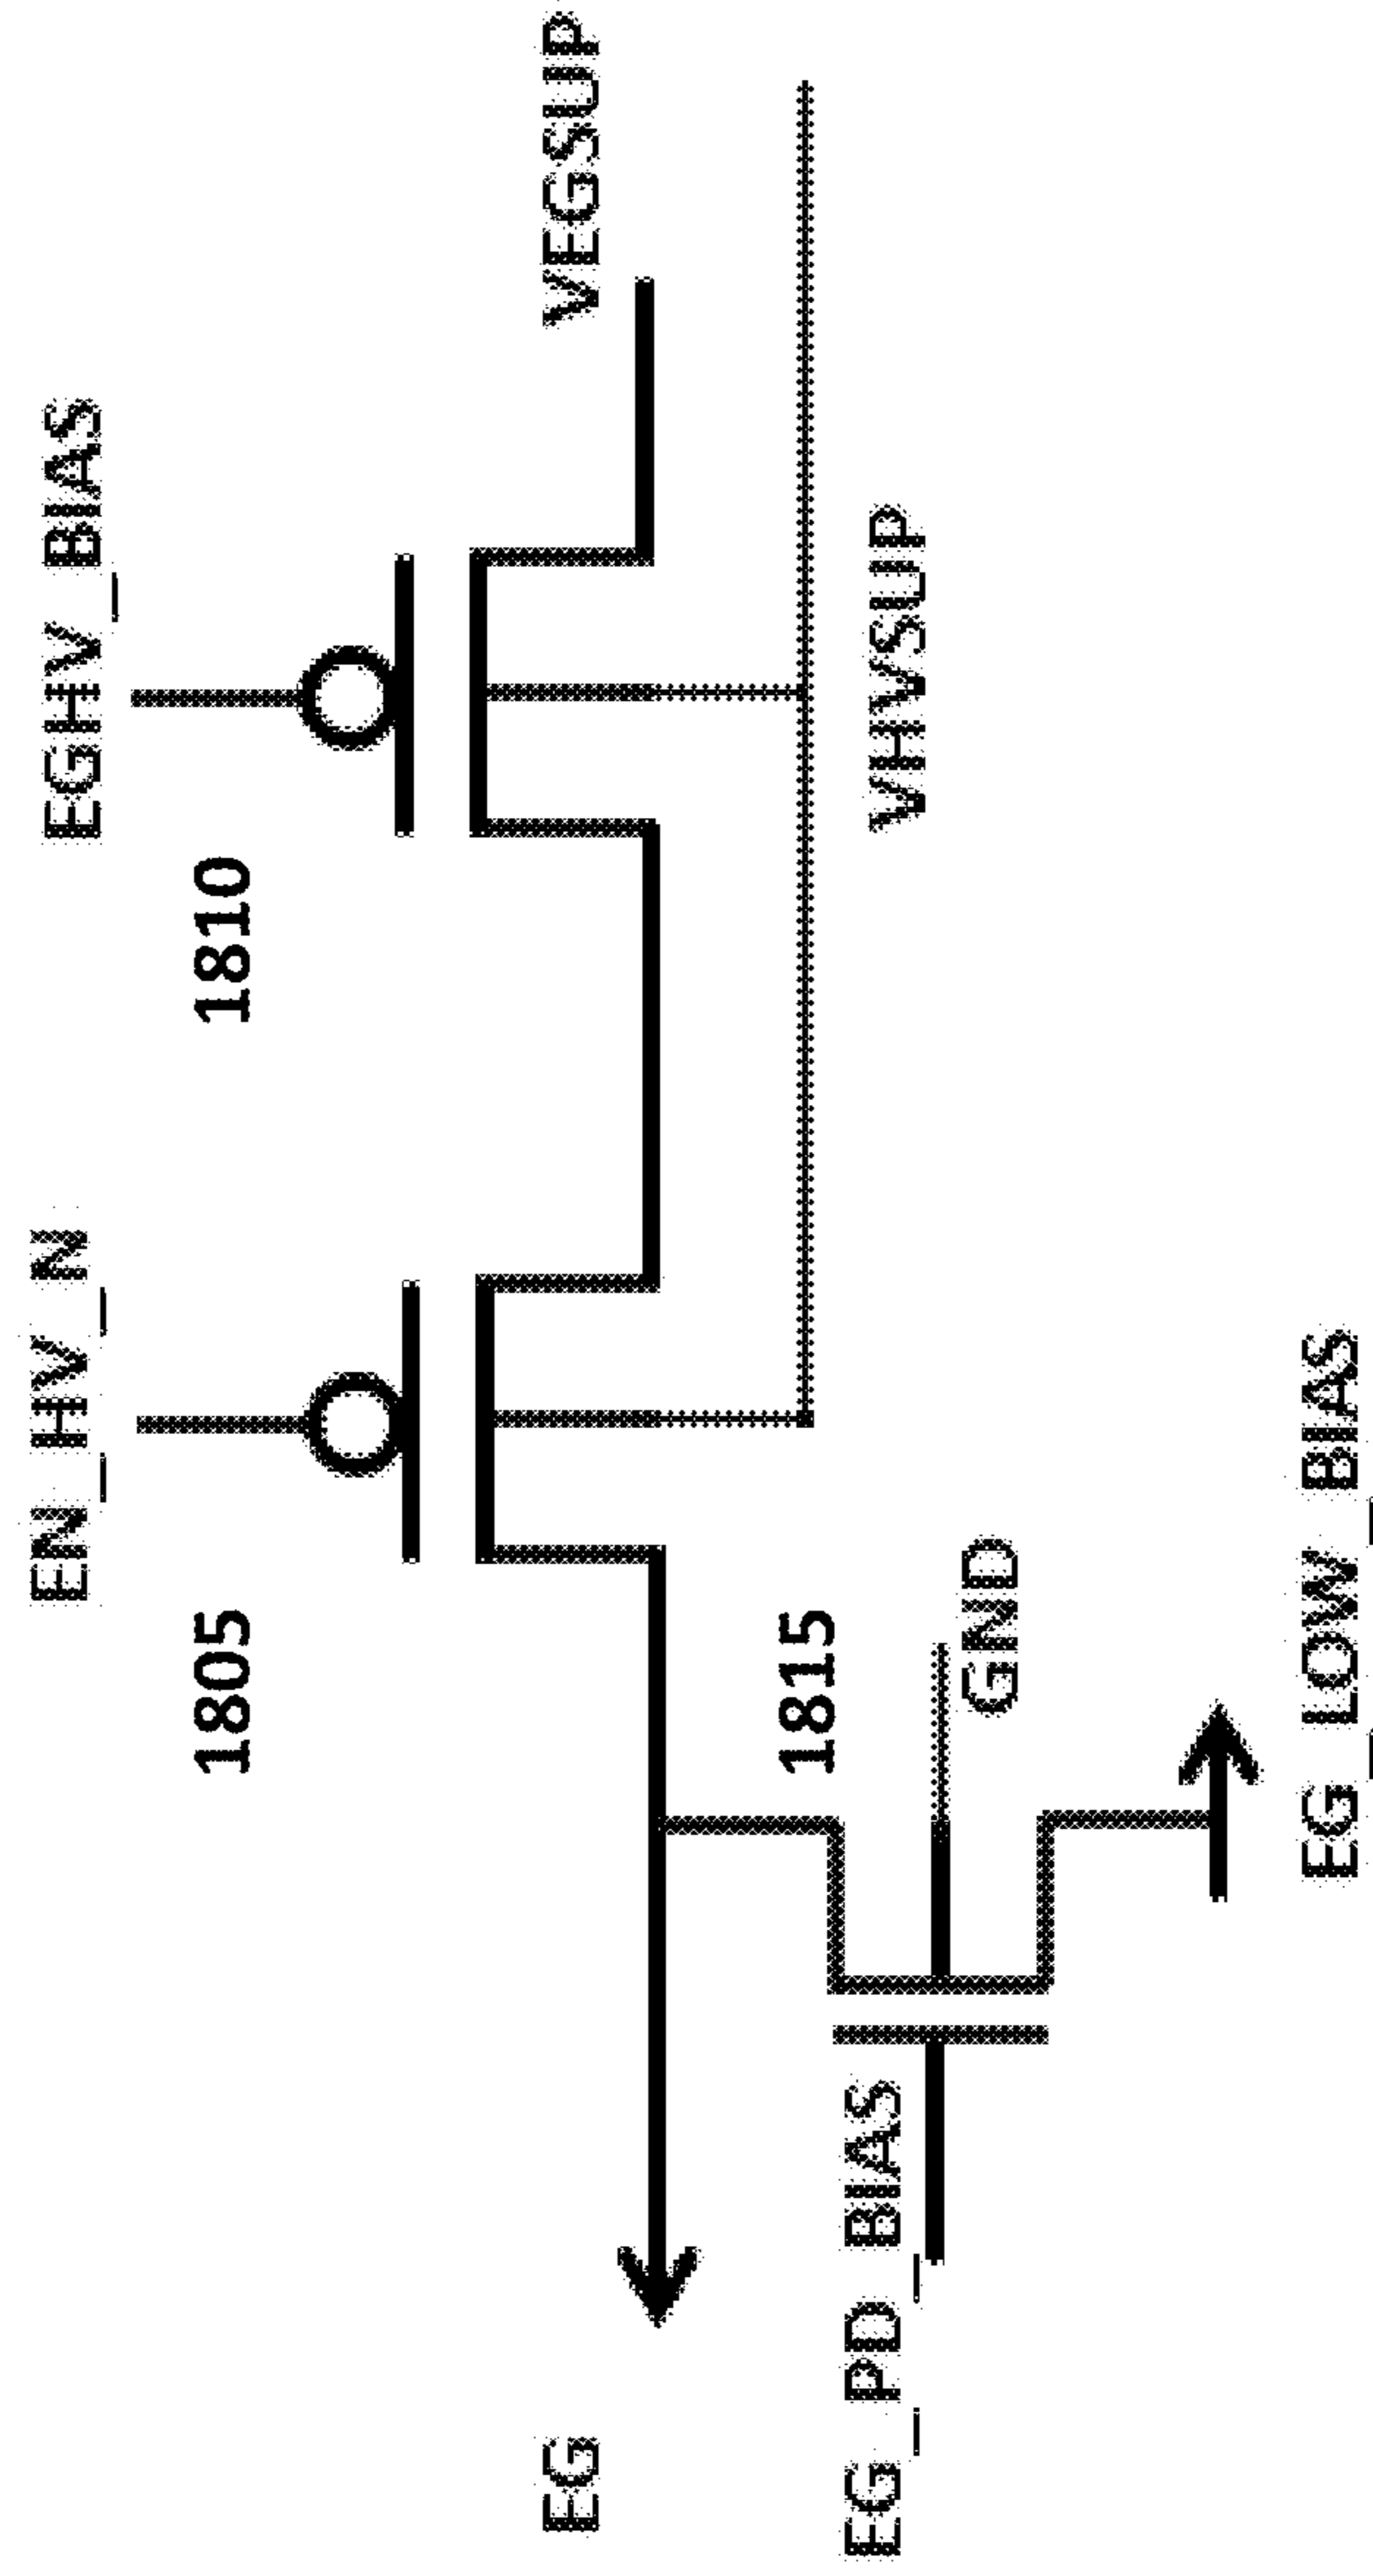 EN_HV_N
EGHV_BIAS
1805
1810
EG
VEGSUP
1815
EG_PD_BIAS
VHVSUP
GND
EG_LOW_BIAS